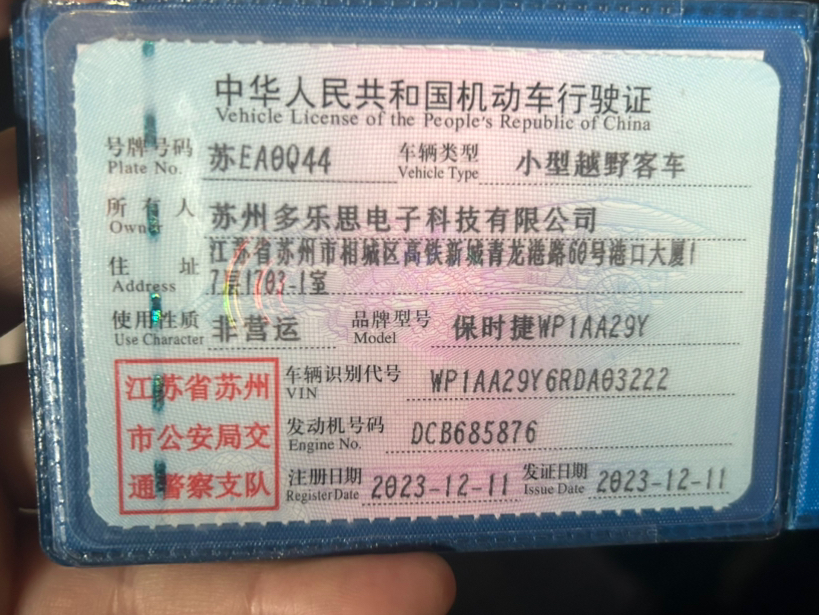 中华人民共和国机动车行驶证
Vehicle License of the People's Republic of China
号牌号码 苏EA0Q44 车辆类型 小型越野客车
Plate No. Vehicle Type
所有人 苏州多乐思电子科技有限公司
Owner
住址 江苏省苏州市相城区高铁新城青龙港路60号港口大厦1
Address 7层1703-1室
使用性质 非营运 品牌型号 保时捷WP1AA29Y
Use Character Model
江苏省苏州 车辆识别代号 WP1AA29Y6RDA03222
VIN
市公安局交 发动机号码 DCB685876
Engine No.
通警察支队 注册日期 2023-12-11 发证日期 2023-12-11
Register Date Issue Date